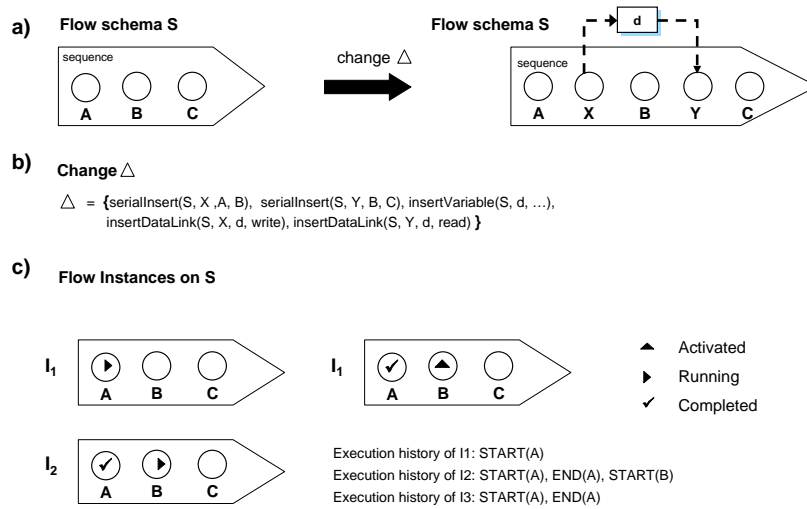 a) Flow schema S
Flow schema S
d
sequence
A B C
change △
sequence
A X B Y C
b) Change △
△ = {serialInsert(S, X ,A, B), serialInsert(S, Y, B, C), insertVariable(S, d, …),
insertDataLink(S, X, d, write), insertDataLink(S, Y, d, read) }
c) Flow Instances on S
I1
A B C
I1
A B C
Activated
Running
Completed
I2
A B C
Execution history of I1: START(A)
Execution history of I2: START(A), END(A), START(B)
Execution history of I3: START(A), END(A)